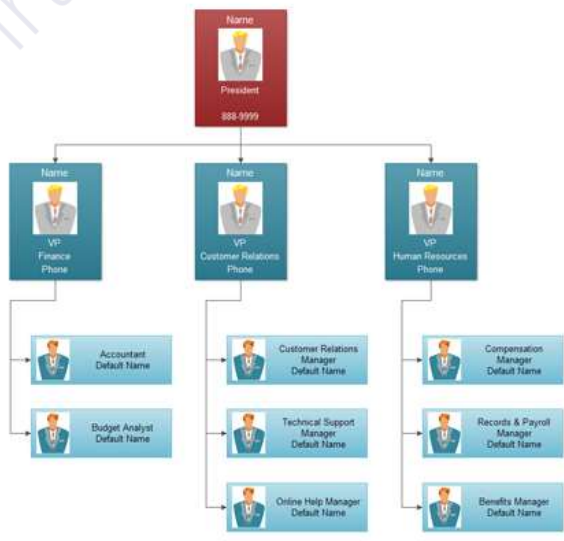 Name
President
888-9999
Name
VP
Finance
Phone
Name
VP
Customer Relations
Phone
Name
VP
Human Resources
Phone
Accountant
Default Name
Budget Analyst
Default Name
Customer Relations
Manager
Default Name
Technical Support
Manager
Default Name
Online Help Manager
Default Name
Compensation
Manager
Default Name
Records & Payroll
Manager
Default Name
Benefits Manager
Default Name